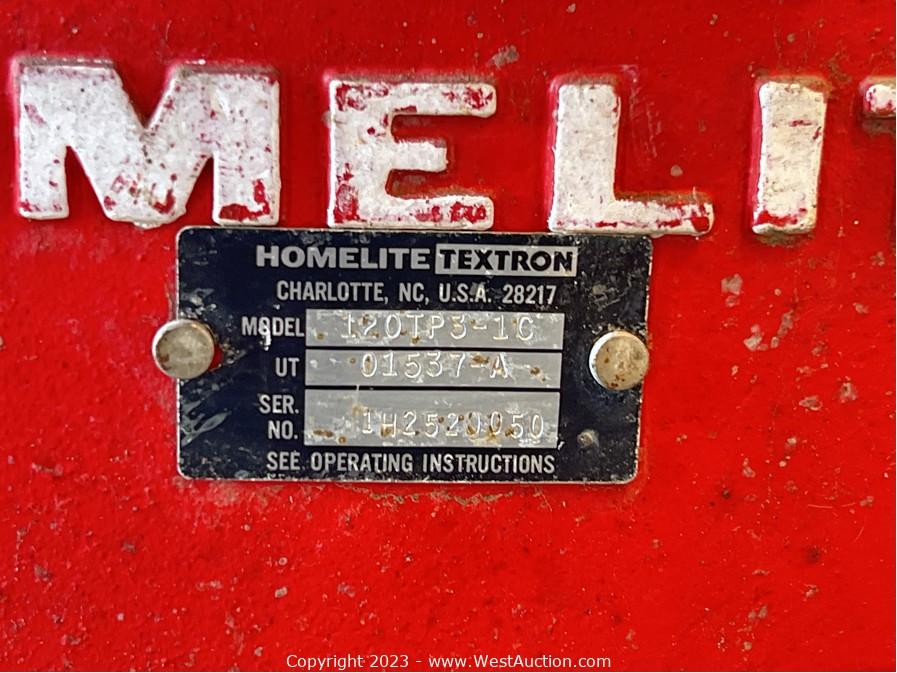 MELIT
HOMELITE TEXTRON
CHARLOTTE, NC, U.S.A. 28217
MODEL 120TP3-1C
UT 01537-A
SER. NO. 1H2520050
SEE OPERATING INSTRUCTIONS
Copyright 2023 - www.WestAuction.com